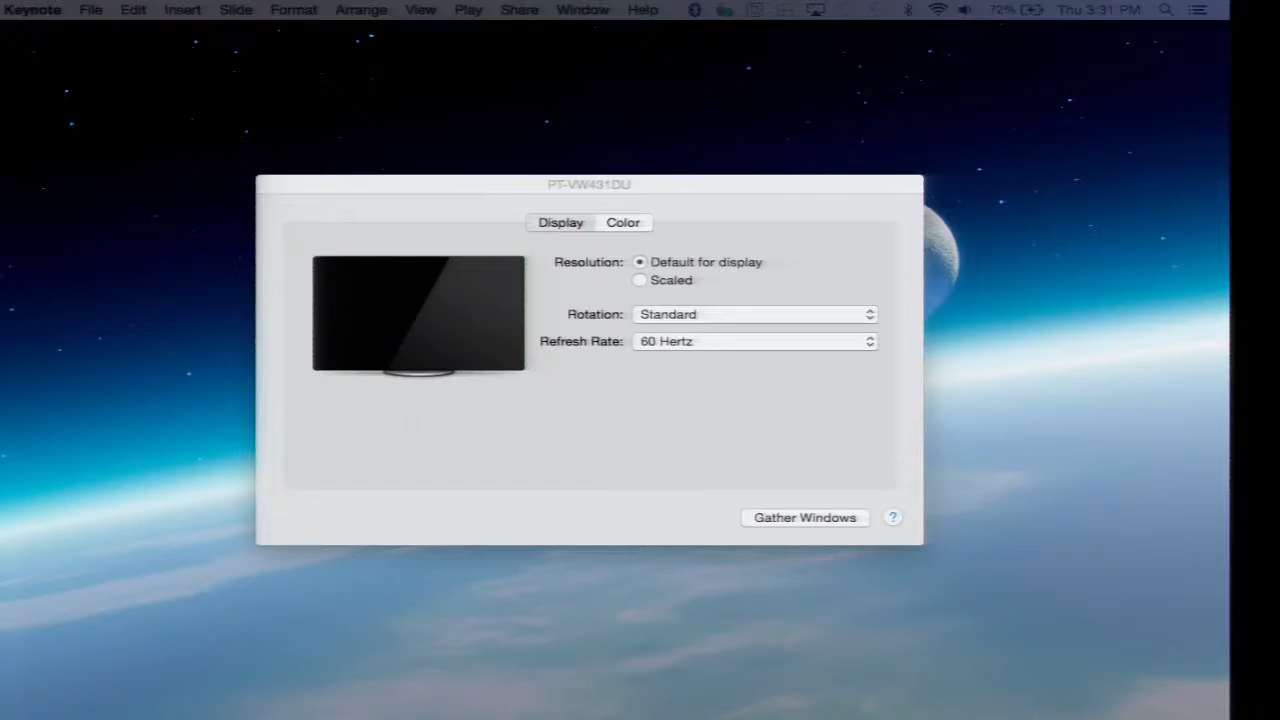 Keynote File Edit Insert Slide Format Arrange View Play Share Window Help 72% Thu 3:31 PM
PT-VW431DU
Display Color
Resolution: Default for display
Scaled
Rotation: Standard
Refresh Rate: 60 Hertz
Gather Windows ?